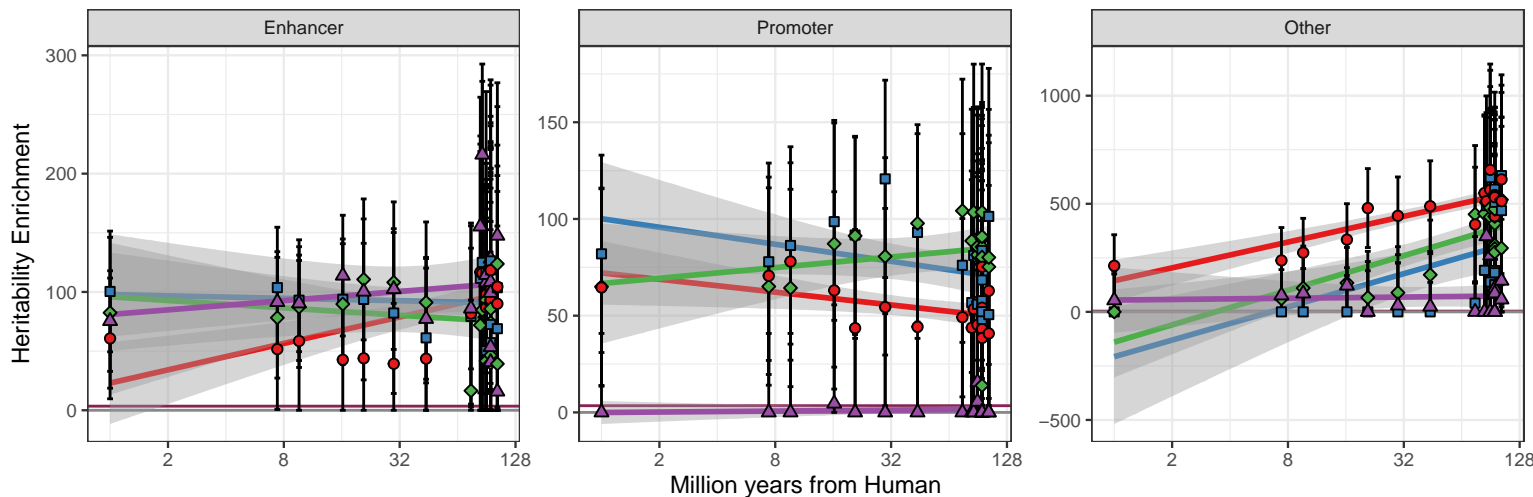 Enhancer Promoter Other
Heritability Enrichment
300
200
100
0
2 8 32 128
150
100
50
0
2 8 32 128
1000
500
0
−500
2 8 32 128
Million years from Human